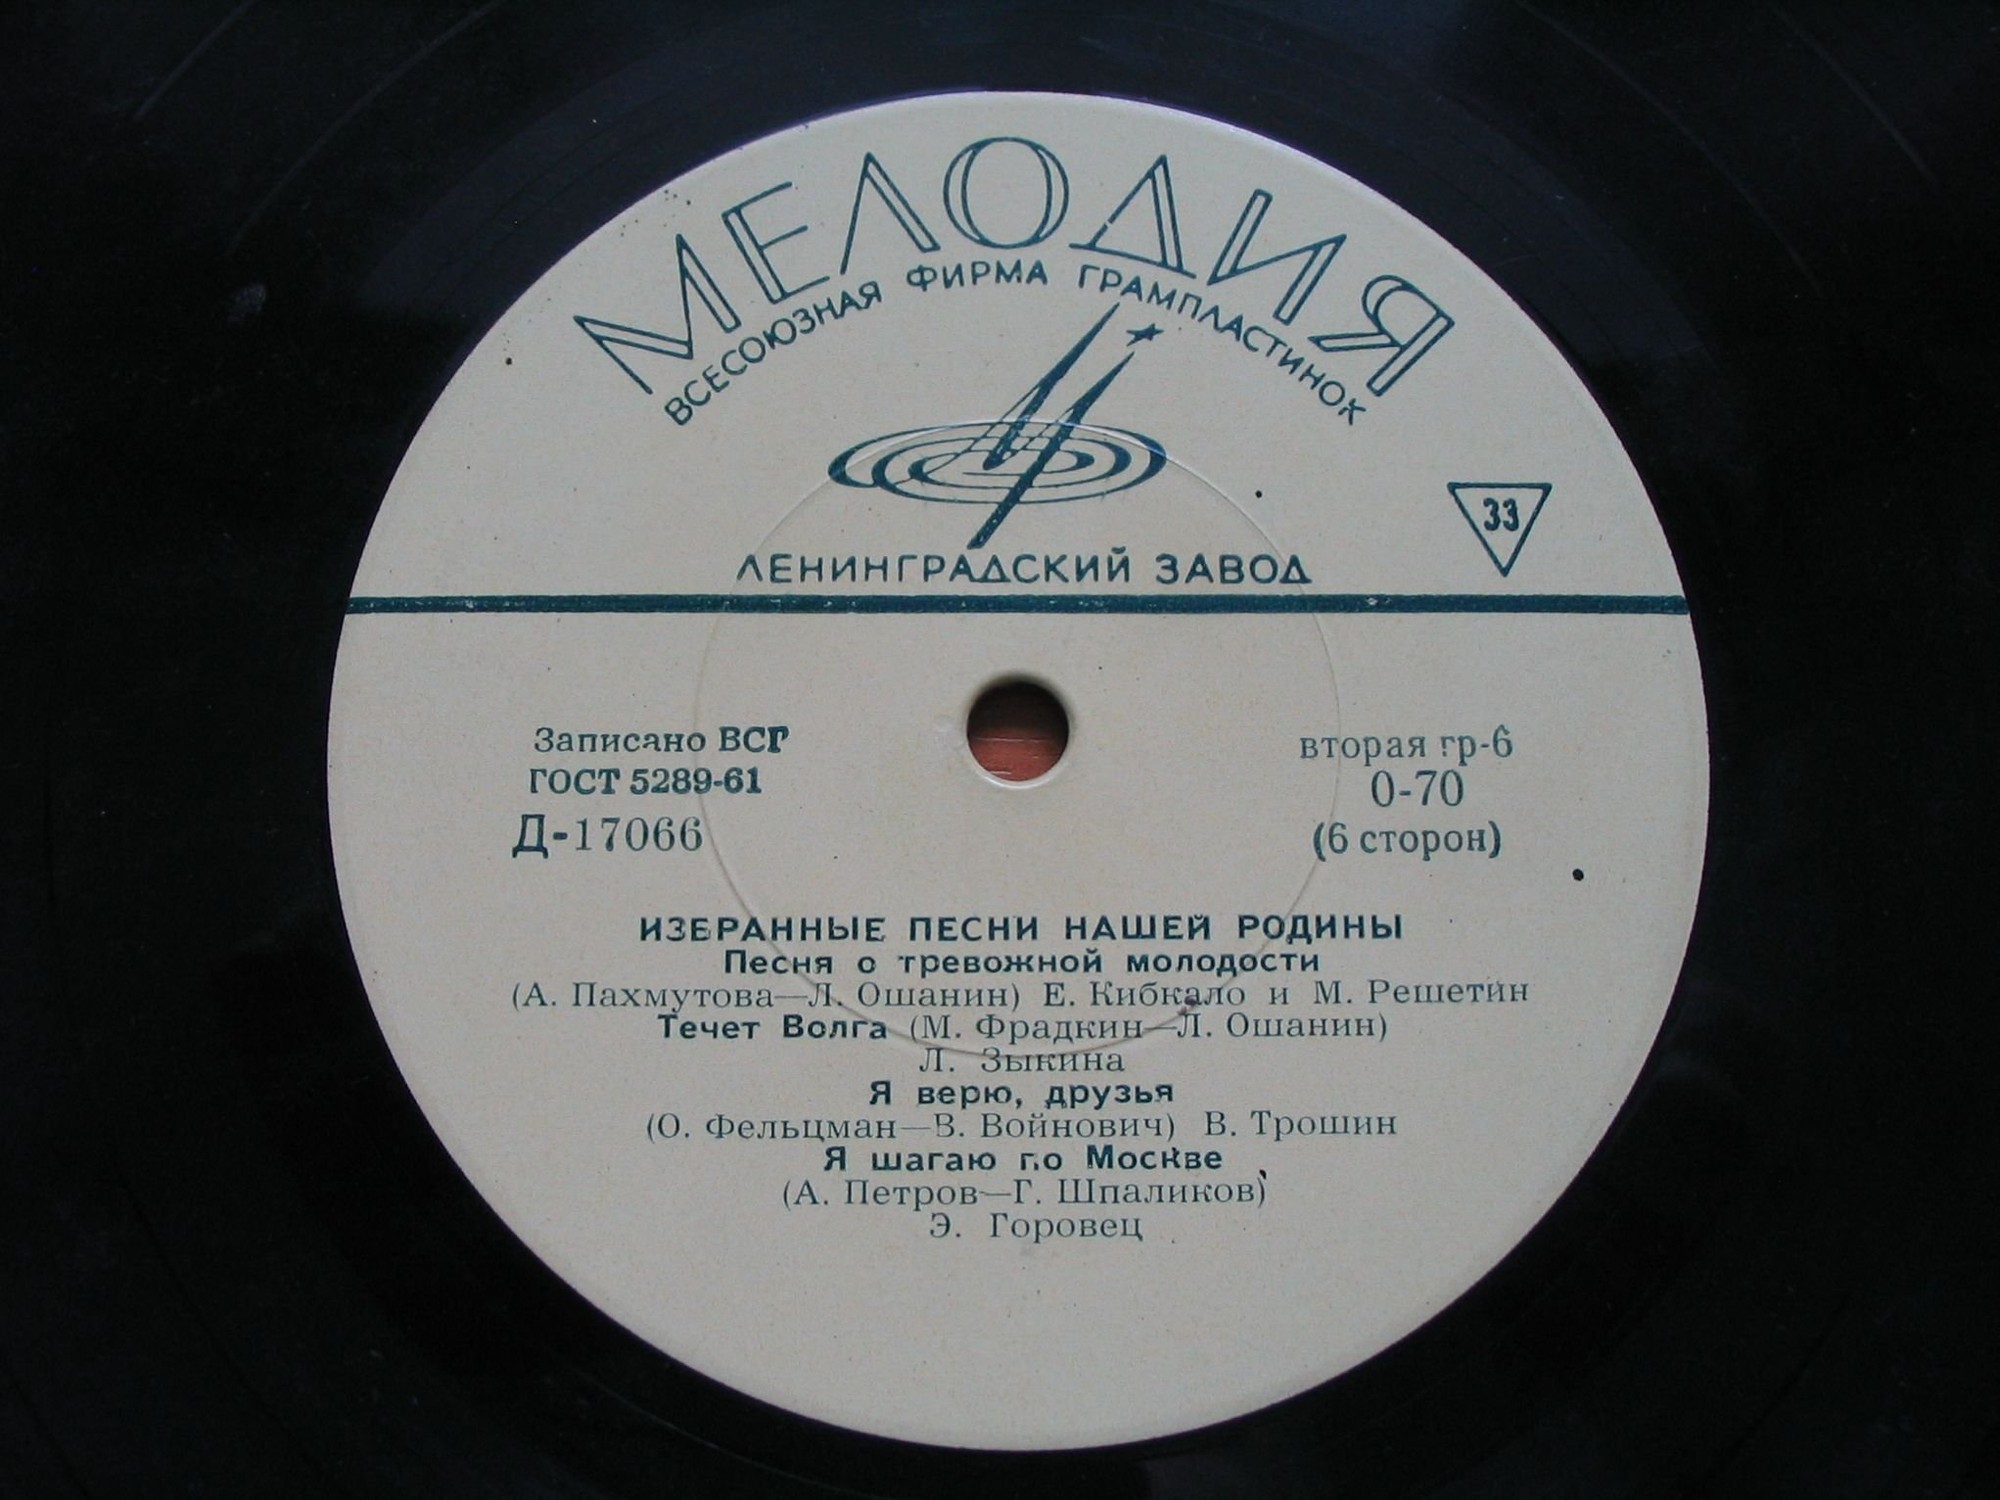 МЕЛОДИЯ
ВСЕСОЮЗНАЯ ФИРМА ГРАМПЛАСТИНОК
33
ЛЕНИНГРАДСКИЙ ЗАВОД
Записано ВСГ
ГОСТ 5289-61
Д-17066
вторая гр-6
0-70
(6 сторон)
ИЗБРАННЫЕ ПЕСНИ НАШЕЙ РОДИНЫ
Песня о тревожной молодости
(А. Пахмутова—Л. Ошанин) Е. Кибкало и М. Решетин
Течет Волга (М. Фрадкин—Л. Ошанин)
Л. Зыкина
Я верю, друзья
(О. Фельцман—В. Войнович) В. Трошин
Я шагаю по Москве
(А. Петров—Г. Шпаликов)
Э. Горовец